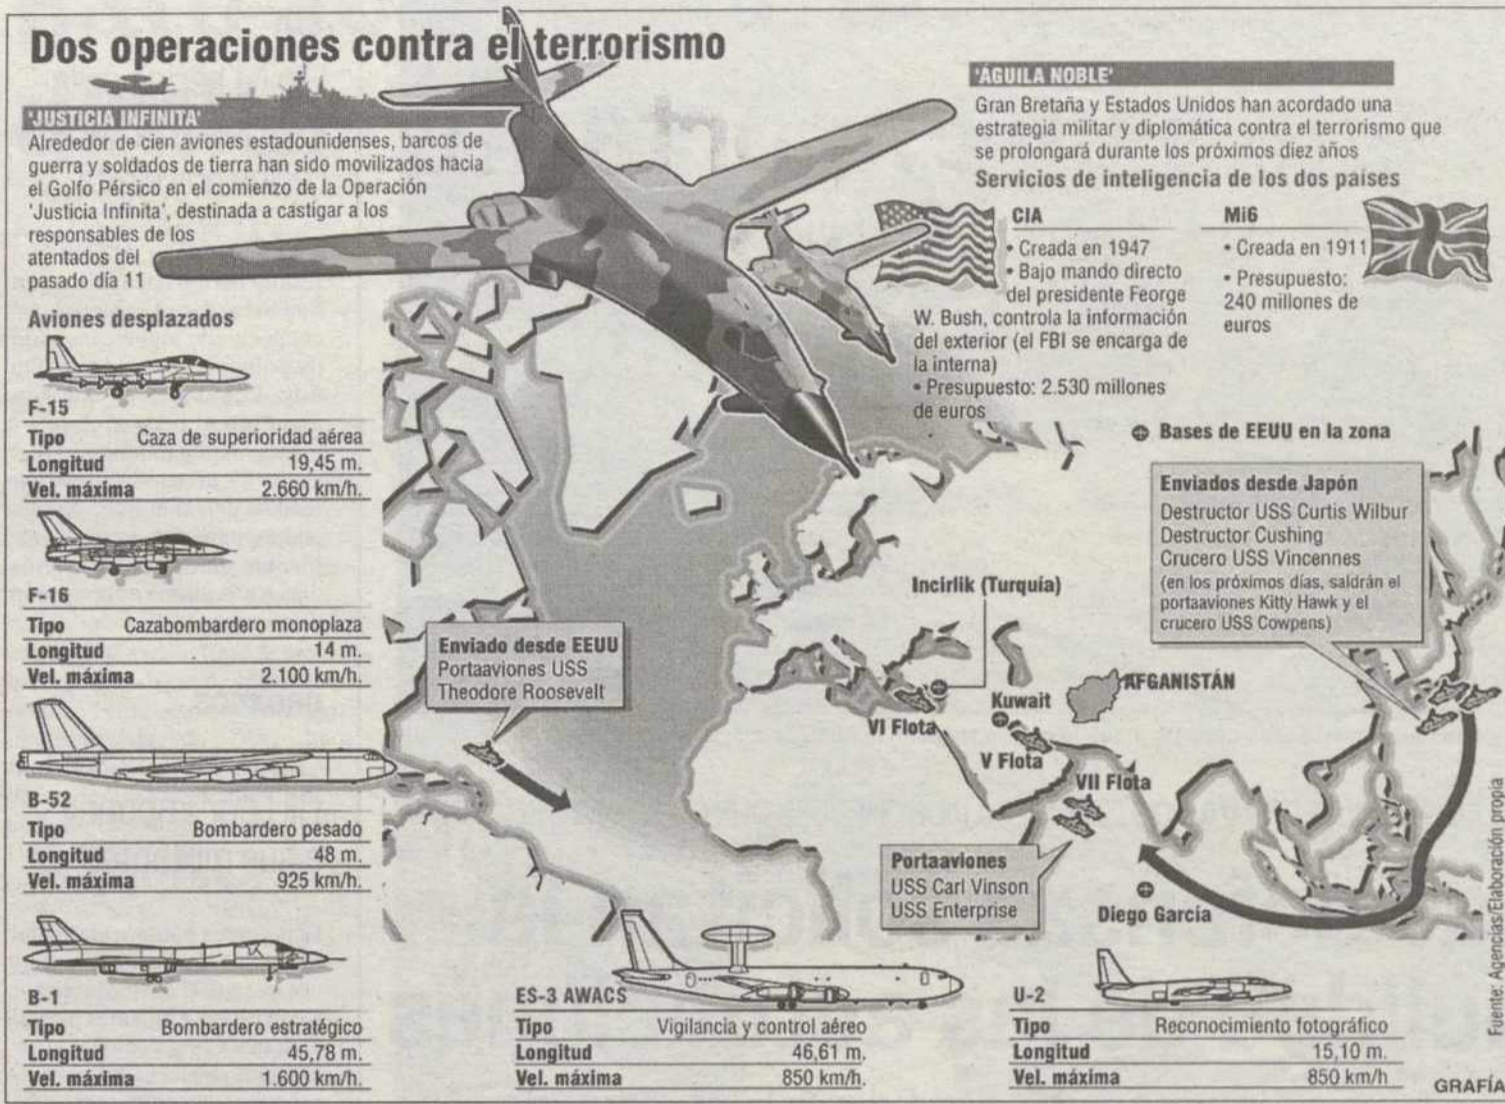 Dos operaciones contra el terrorismo
'JUSTICIA INFINITA'
Alrededor de cien aviones estadounidenses, barcos de
guerra y soldados de tierra han sido movilizados hacia
el Golfo Pérsico en el comienzo de la Operación
'Justicia Infinita', destinada a castigar a los
responsables de los
atentados del
pasado día 11
'ÁGUILA NOBLE'
Gran Bretaña y Estados Unidos han acordado una
estrategia militar y diplomática contra el terrorismo que
se prolongará durante los próximos diez años
Servicios de inteligencia de los dos países
CIA
• Creada en 1947
• Bajo mando directo
del presidente Feorge
W. Bush, controla la información
del exterior (el FBI se encarga de
la interna)
• Presupuesto: 2.530 millones
de euros
Mi6
• Creada en 1911
• Presupuesto:
240 millones de
euros
Aviones desplazados
F-15
Tipo Caza de superioridad aérea
Longitud 19,45 m.
Vel. máxima 2.660 km/h.
F-16
Tipo Cazabombardero monoplaza
Longitud 14 m.
Vel. máxima 2.100 km/h.
B-52
Tipo Bombardero pesado
Longitud 48 m.
Vel. máxima 925 km/h.
B-1
Tipo Bombardero estratégico
Longitud 45,78 m.
Vel. máxima 1.600 km/h.
ES-3 AWACS
Tipo Vigilancia y control aéreo
Longitud 46,61 m.
Vel. máxima 850 km/h.
U-2
Tipo Reconocimiento fotográfico
Longitud 15,10 m.
Vel. máxima 850 km/h
Bases de EEUU en la zona
Enviados desde Japón
Destructor USS Curtis Wilbur
Destructor Cushing
Crucero USS Vincennes
(en los próximos días, saldrán el
portaaviones Kitty Hawk y el
crucero USS Cowpens)
Enviado desde EEUU
Portaaviones USS
Theodore Roosevelt
Incirlik (Turquía)
VI Flota
Kuwait
V Flota
AFGANISTÁN
VII Flota
Portaaviones
USS Carl Vinson
USS Enterprise
Diego García
Fuente: Agencias/Elaboración propia
GRAFÍA